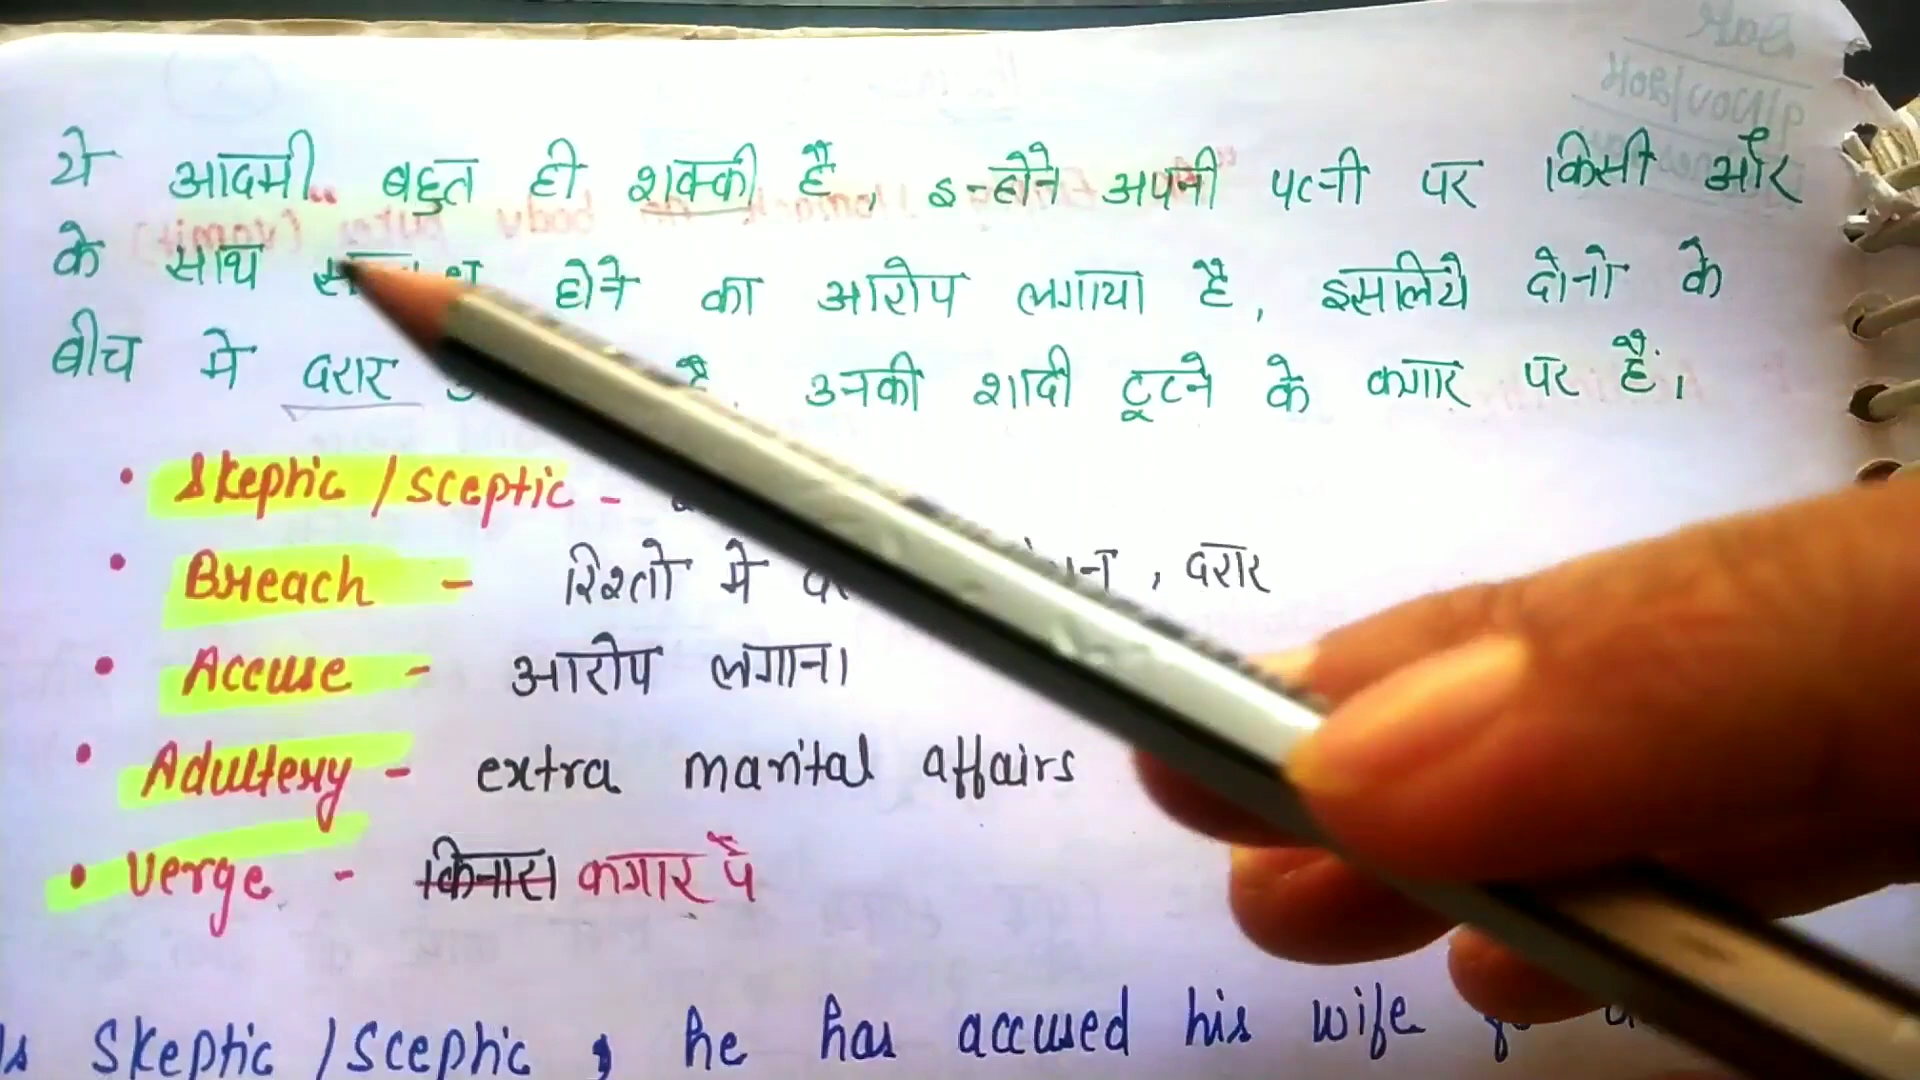 ये आदमी बहुत ही शक्की है, इन्होने अपनी पत्नी पर किसी और
के साथ होने का आरोप लगाया है, इसलिये दोनो के
बीच में दरार है. उनकी शादी टूटने के कगार पर हैं।
• Skeptic / sceptic -
• Breach - रिश्तो में , दरार
• Accuse - आरोप लगाना
• Adultery - extra marital affairs
• Verge - कगार पे
is Skeptic / Sceptic, he has accused his wife